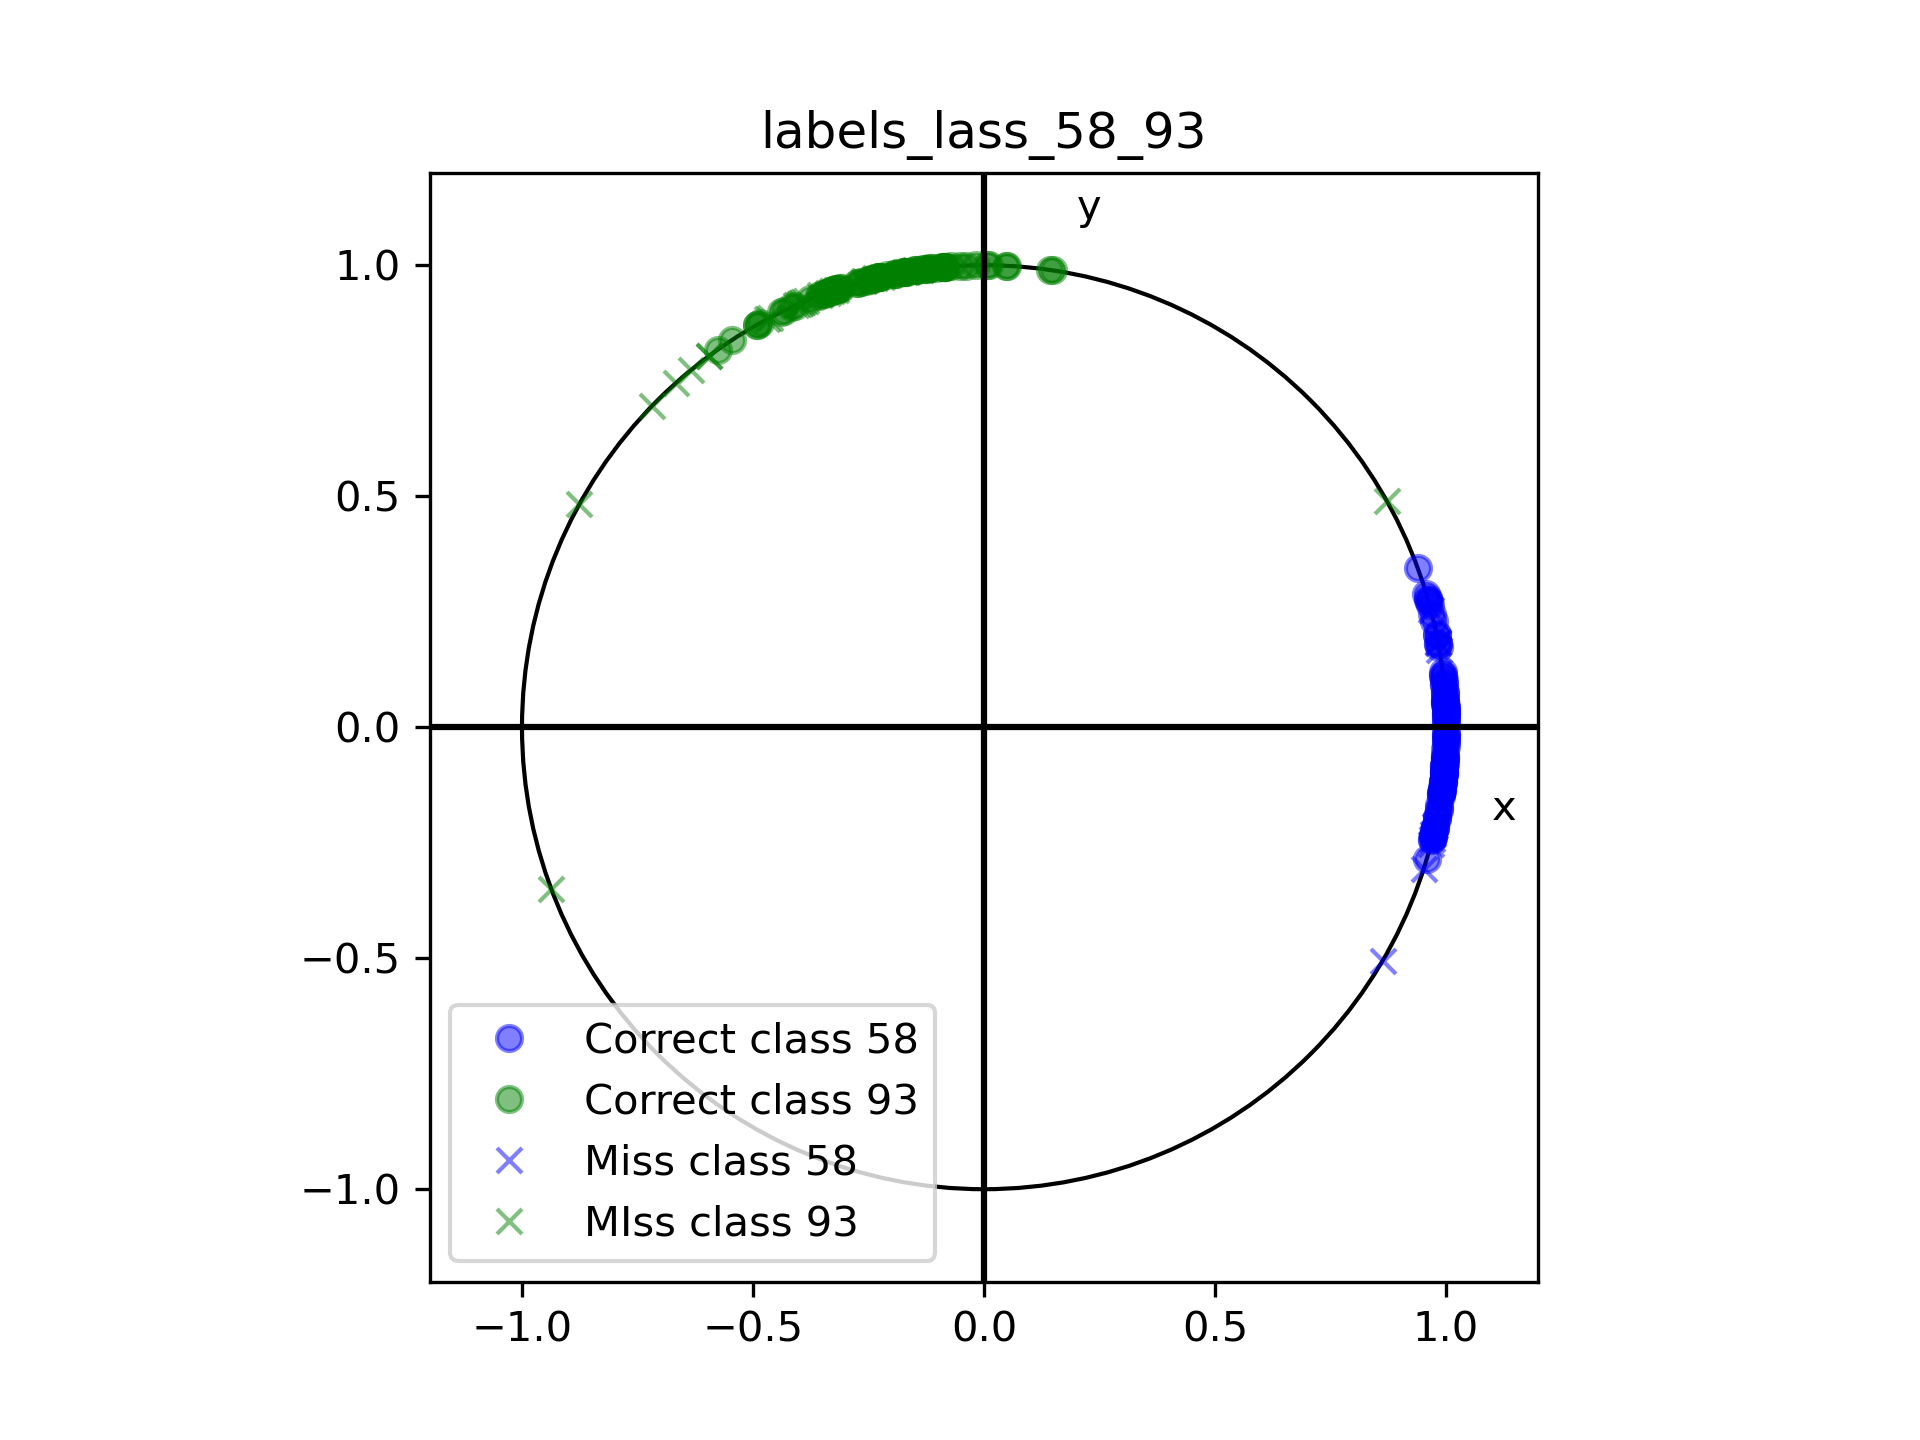 labels_lass_58_93
y
1.0
0.5
0.0
x
−0.5
−1.0
Correct class 58
Correct class 93
Miss class 58
MIss class 93
−1.0 −0.5 0.0 0.5 1.0